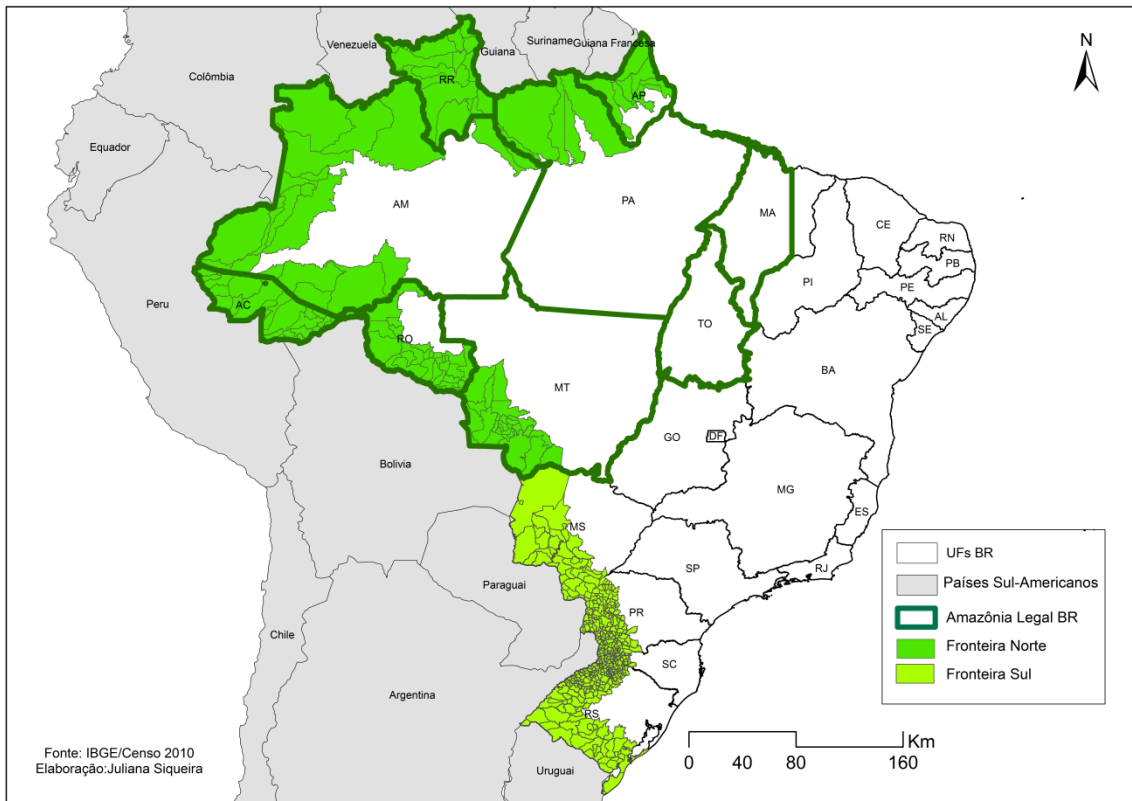 Venezuela
Guiana
Suriname
Guiana Francesa
N
Colômbia
RR
AP
Equador
AM
PA
MA
CE
RN
PB
PE
PI
AL
SE
Peru
AC
TO
RO
BA
MT
GO
DF
Bolivia
MG
ES
MS
SP
RJ
Paraguai
PR
Chile
SC
Argentina
RS
Uruguai
UFs BR
Países Sul-Americanos
Amazônia Legal BR
Fronteira Norte
Fronteira Sul
Km
0 40 80 160
Fonte: IBGE/Censo 2010
Elaboração:Juliana Siqueira